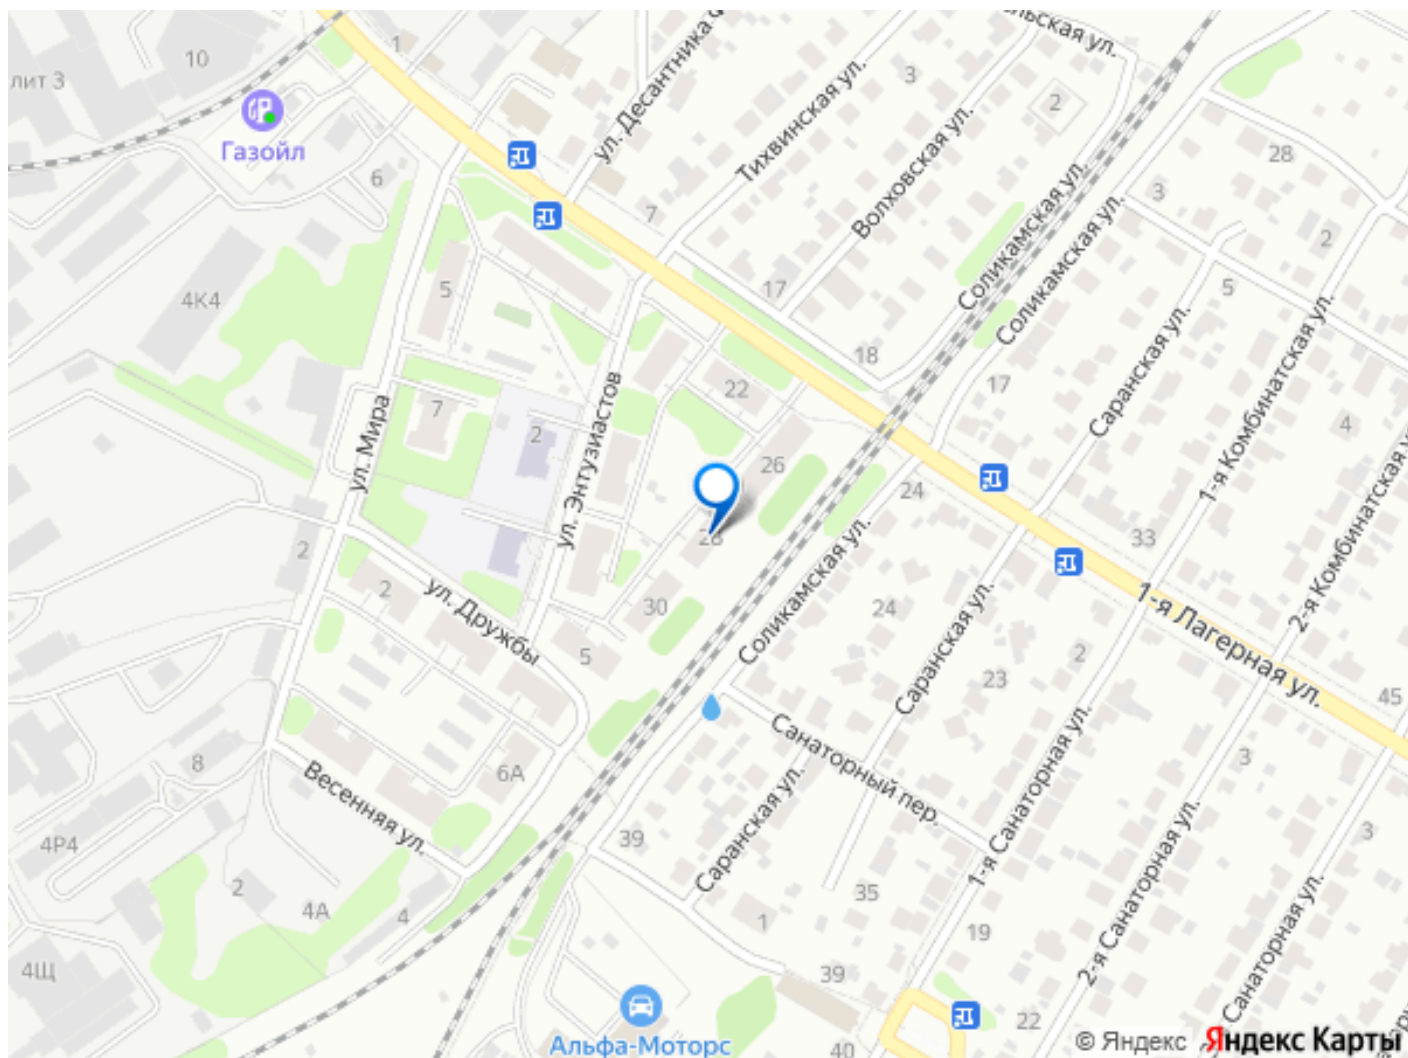 льская ул.
1
10
лит 3
Газойл
6
ул. Десантника
3
Тихвинская ул.
2
Волховская ул.
28
3
7
Соликамская ул.
Соликамская ул.
2
5
4К4
5
17
18
Саранская ул.
1-я Комбинатская ул.
17
22
7
2
ул. Мира
ул. Энтузиастов
4
26
24
28
33
2-я Комбинатская у
2
2
ул. Дружбы
30
Соликамская ул.
24
1-я Лагерная ул.
5
Саранская ул.
23
2
45
Санаторный пер.
1-я Санаторная ул.
3
8
6А
Весенняя ул.
4Р4
39
Саранская ул.
2-я Санаторная ул.
3
2
4А
4
35
1
19
Санаторная ул.
4Щ
39
22
Альфа-Моторс
40
© Яндекс Яндекс Карты